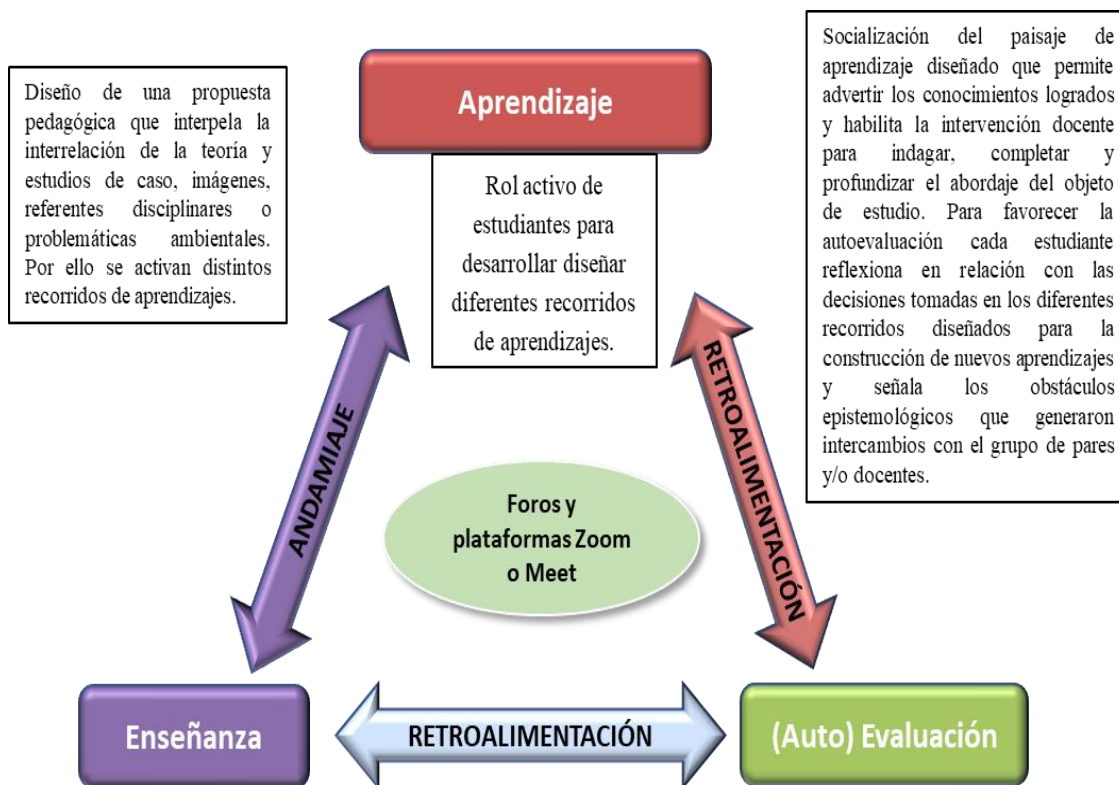 Aprendizaje
Diseño de una propuesta
pedagógica que interpela la
interrelación de la teoría y
estudios de caso, imágenes,
referentes disciplinares o
problemáticas ambientales.
Por ello se activan distintos
recorridos de aprendizajes.
Rol activo de
estudiantes para
desarrollar diseñar
diferentes recorridos
de aprendizajes.
Socialización del paisaje de
aprendizaje diseñado que permite
advertir los conocimientos logrados
y habilita la intervención docente
para indagar, completar y
profundizar el abordaje del objeto
de estudio. Para favorecer la
autoevaluación cada estudiante
reflexiona en relación con las
decisiones tomadas en los diferentes
recorridos diseñados para la
construcción de nuevos aprendizajes
y señala los obstáculos
epistemológicos que generaron
intercambios con el grupo de pares
y/o docentes.
ANDAMIAJE
RETROALIMENTACIÓN
Foros y
plataformas Zoom
o Meet
Enseñanza
RETROALIMENTACIÓN
(Auto) Evaluación